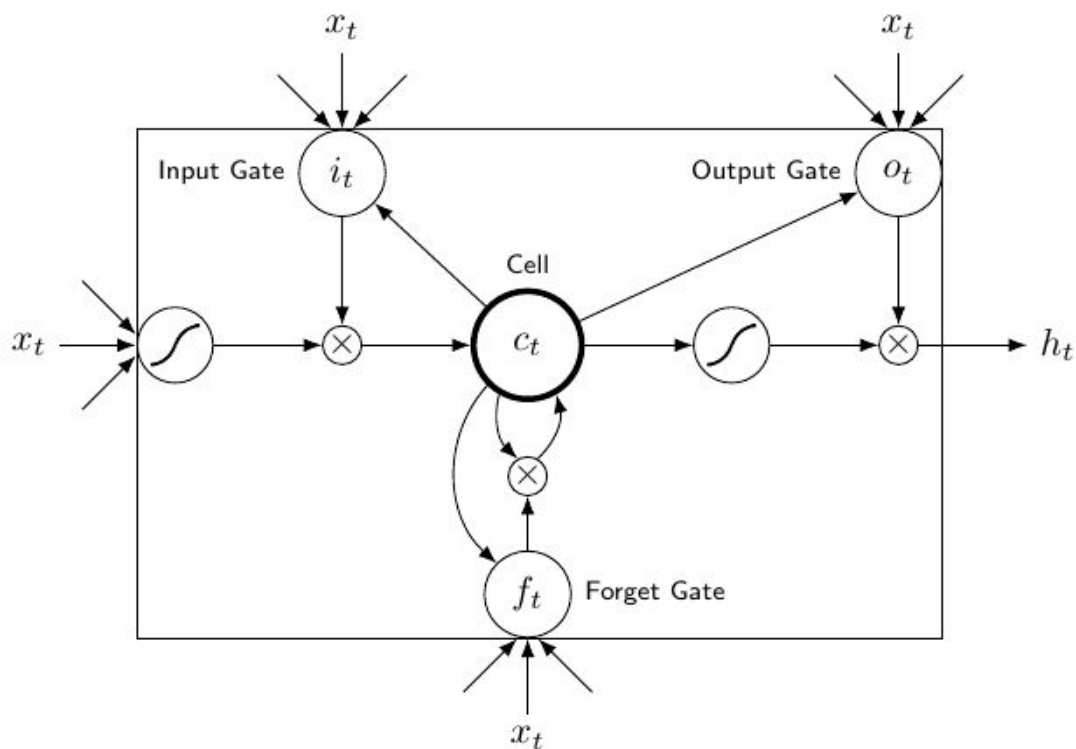 x_t x_t
Input Gate i_t Output Gate o_t
Cell
x_t × c_t × h_t
×
f_t Forget Gate
x_t